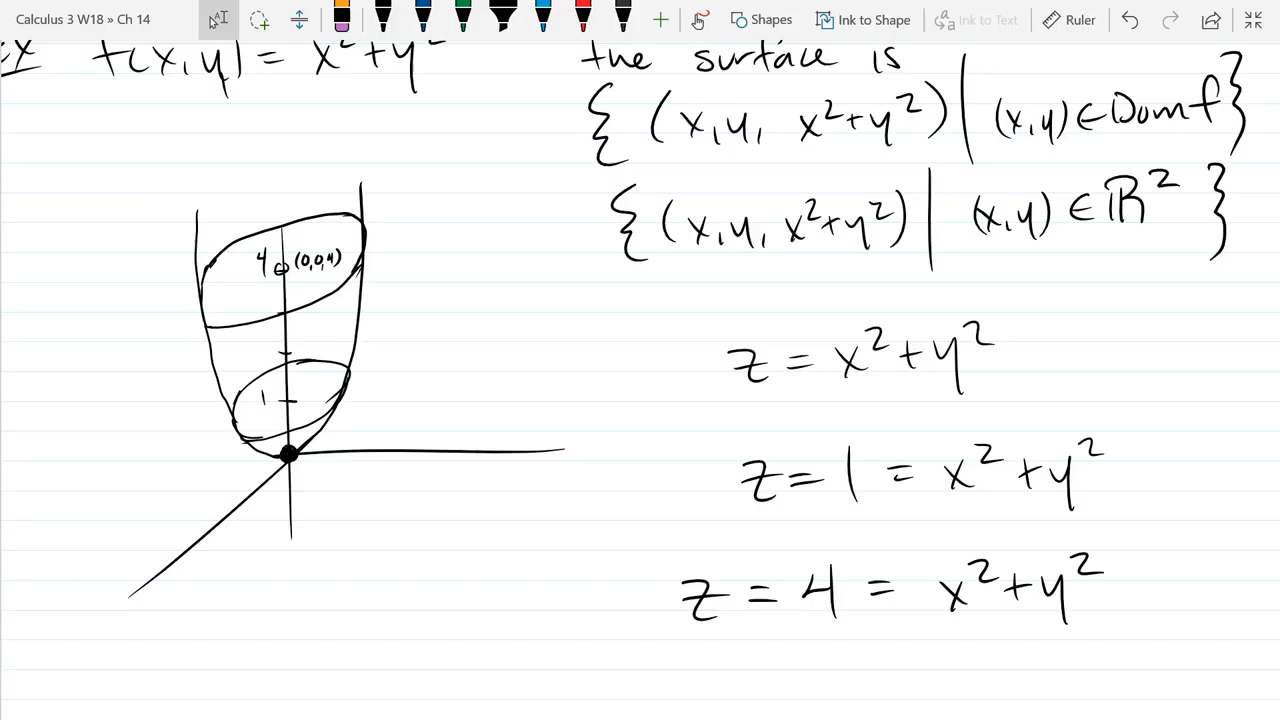 Calculus 3 W18 » Ch 14
Shapes
Ink to Shape
Ink to Text
Ruler
Ex f(x,y) = x²+y²
the surface is
{ (x,y, x²+y²) | (x,y) ∈ Dom f }
{ (x,y, x²+y²) | (x,y) ∈ ℝ² }
4 (0,0,4)
1
z = x²+y²
z = 1 = x²+y²
z = 4 = x²+y²